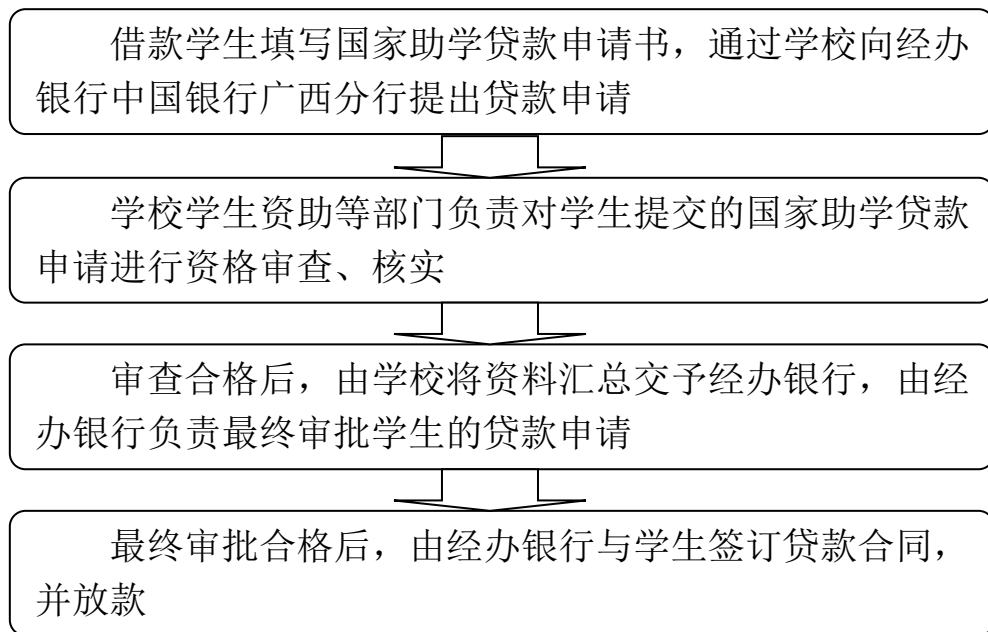 借款学生填写国家助学贷款申请书，通过学校向经办
银行中国银行广西分行提出贷款申请
学校学生资助等部门负责对学生提交的国家助学贷款
申请进行资格审查、核实
审查合格后，由学校将资料汇总交予经办银行，由经
办银行负责最终审批学生的贷款申请
最终审批合格后，由经办银行与学生签订贷款合同，
并放款